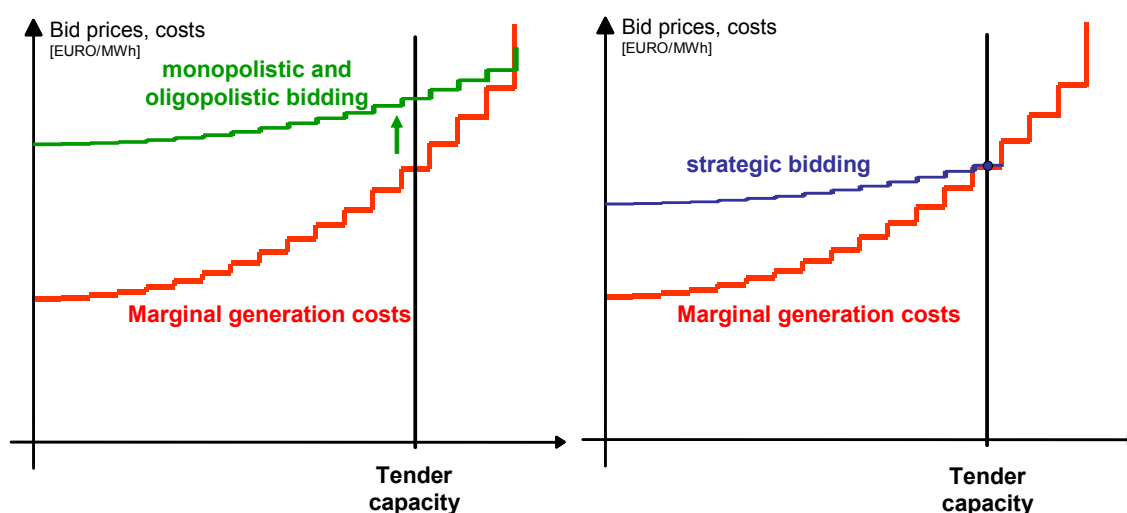 Bid prices, costs
[EURO/MWh]
monopolistic and
oligopolistic bidding
Marginal generation costs
Tender
capacity
Bid prices, costs
[EURO/MWh]
strategic bidding
Marginal generation costs
Tender
capacity